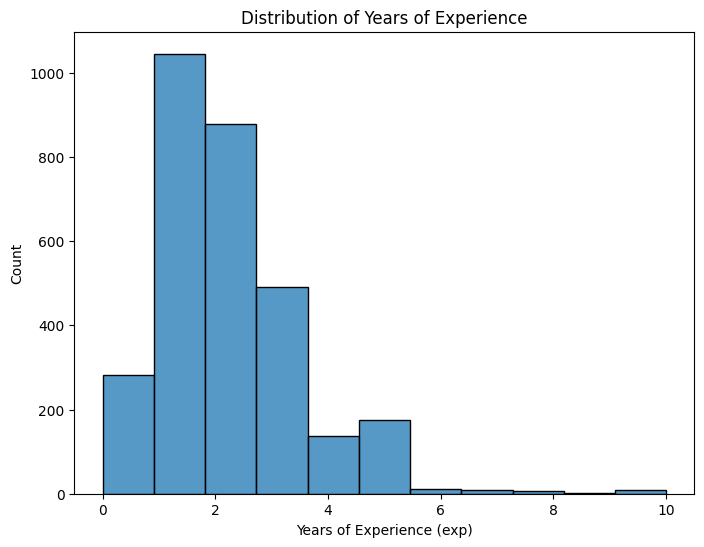 Distribution of Years of Experience
Count
1000
800
600
400
200
0
0 2 4 6 8 10
Years of Experience (exp)